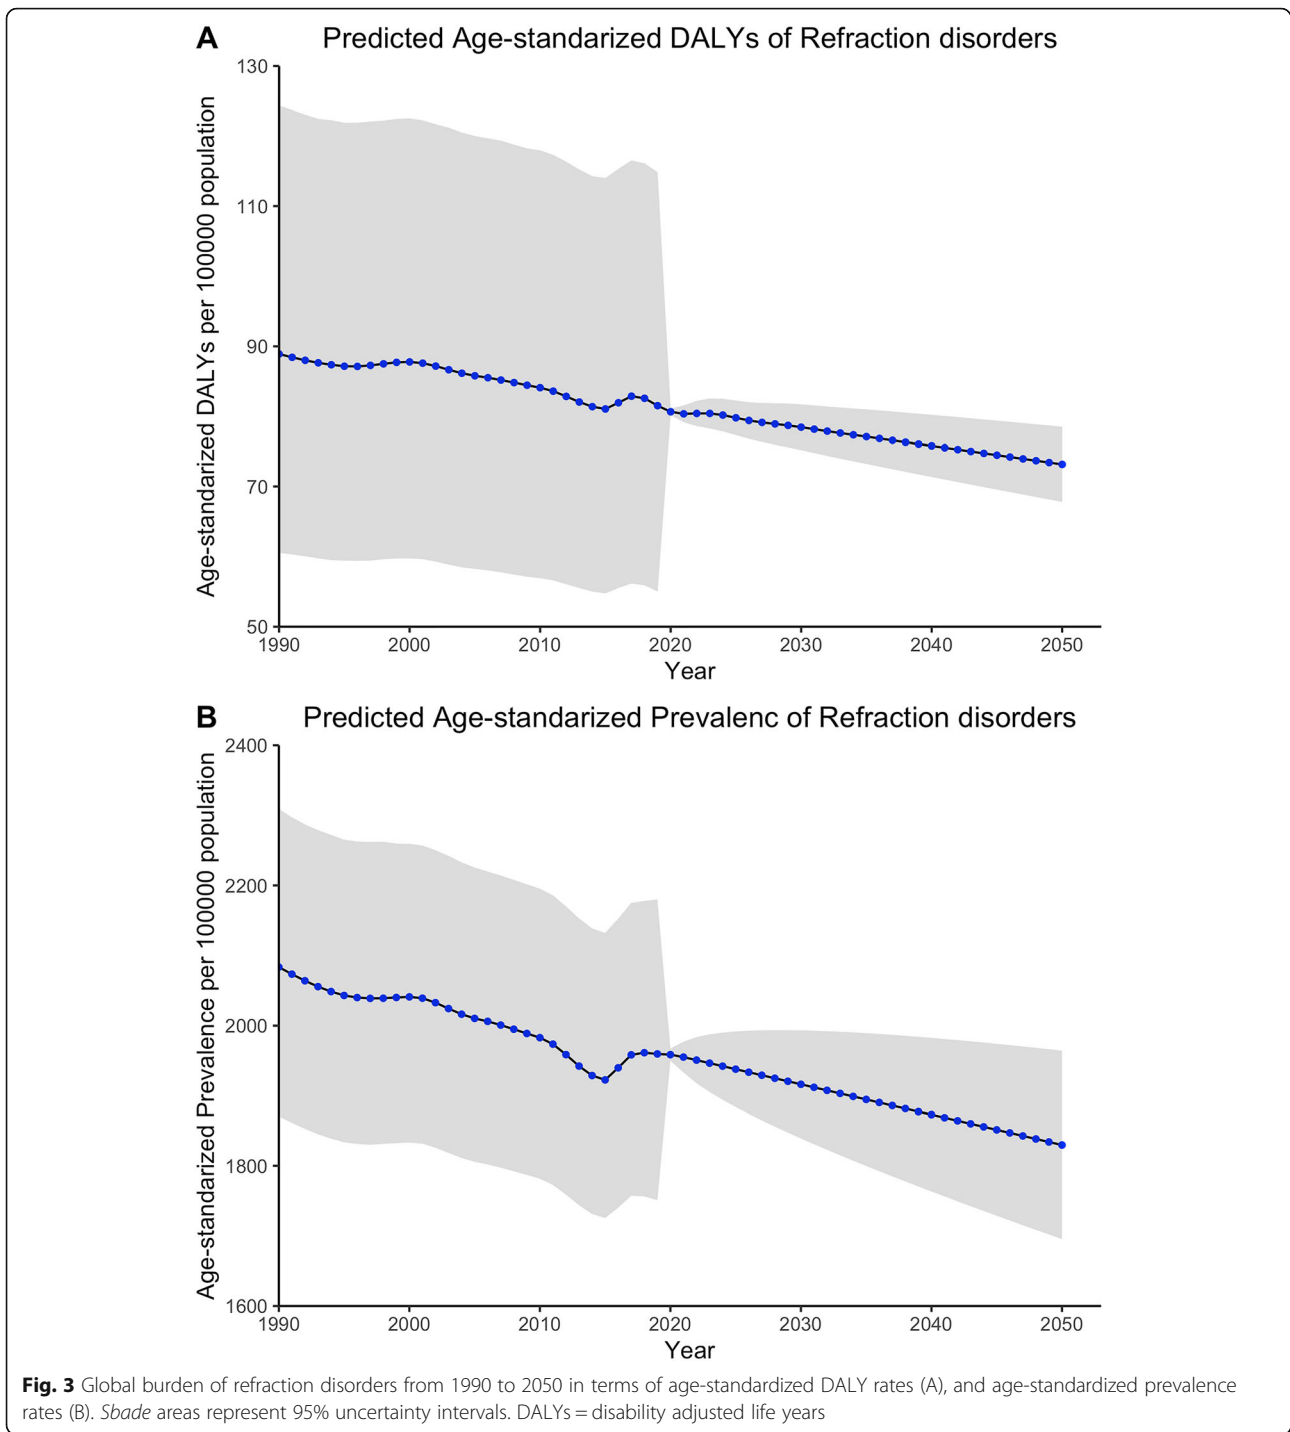 A Predicted Age-standarized DALYs of Refraction disorders
Age-standarized DALYs per 100000 population
130
110
90
70
50
1990 2000 2010 2020 2030 2040 2050
Year
B Predicted Age-standarized Prevalenc of Refraction disorders
Age-standarized Prevalence per 100000 population
2400
2200
2000
1800
1600
1990 2000 2010 2020 2030 2040 2050
Year
Fig. 3 Global burden of refraction disorders from 1990 to 2050 in terms of age-standardized DALY rates (A), and age-standardized prevalence
rates (B). Sbade areas represent 95% uncertainty intervals. DALYs = disability adjusted life years